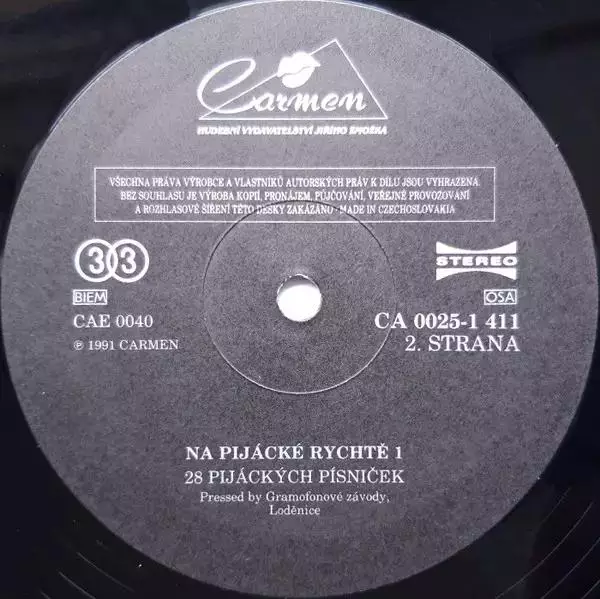 Carmen
HUDEBNÍ VYDAVATELSTVÍ JIŘÍHO SMOŽKA
VŠECHNA PRÁVA VÝROBCE A VLASTNÍKŮ AUTORSKÝCH PRÁV K DÍLU JSOU VYHRAZENA.
BEZ SOUHLASU JE VÝROBA KOPIÍ, PRONÁJEM, PŮJČOVÁNÍ, VEŘEJNÉ PROVOZOVÁNÍ
A ROZHLASOVÉ ŠÍŘENÍ TÉTO DESKY ZAKÁZÁNO · MADE IN CZECHOSLOVAKIA
33
STEREO
BIEM
OSA
CAE 0040
CA 0025-1 411
℗ 1991 CARMEN
2. STRANA
NA PIJÁCKÉ RYCHTĚ 1
28 PIJÁCKÝCH PÍSNIČEK
Pressed by Gramofonové závody,
Loděnice